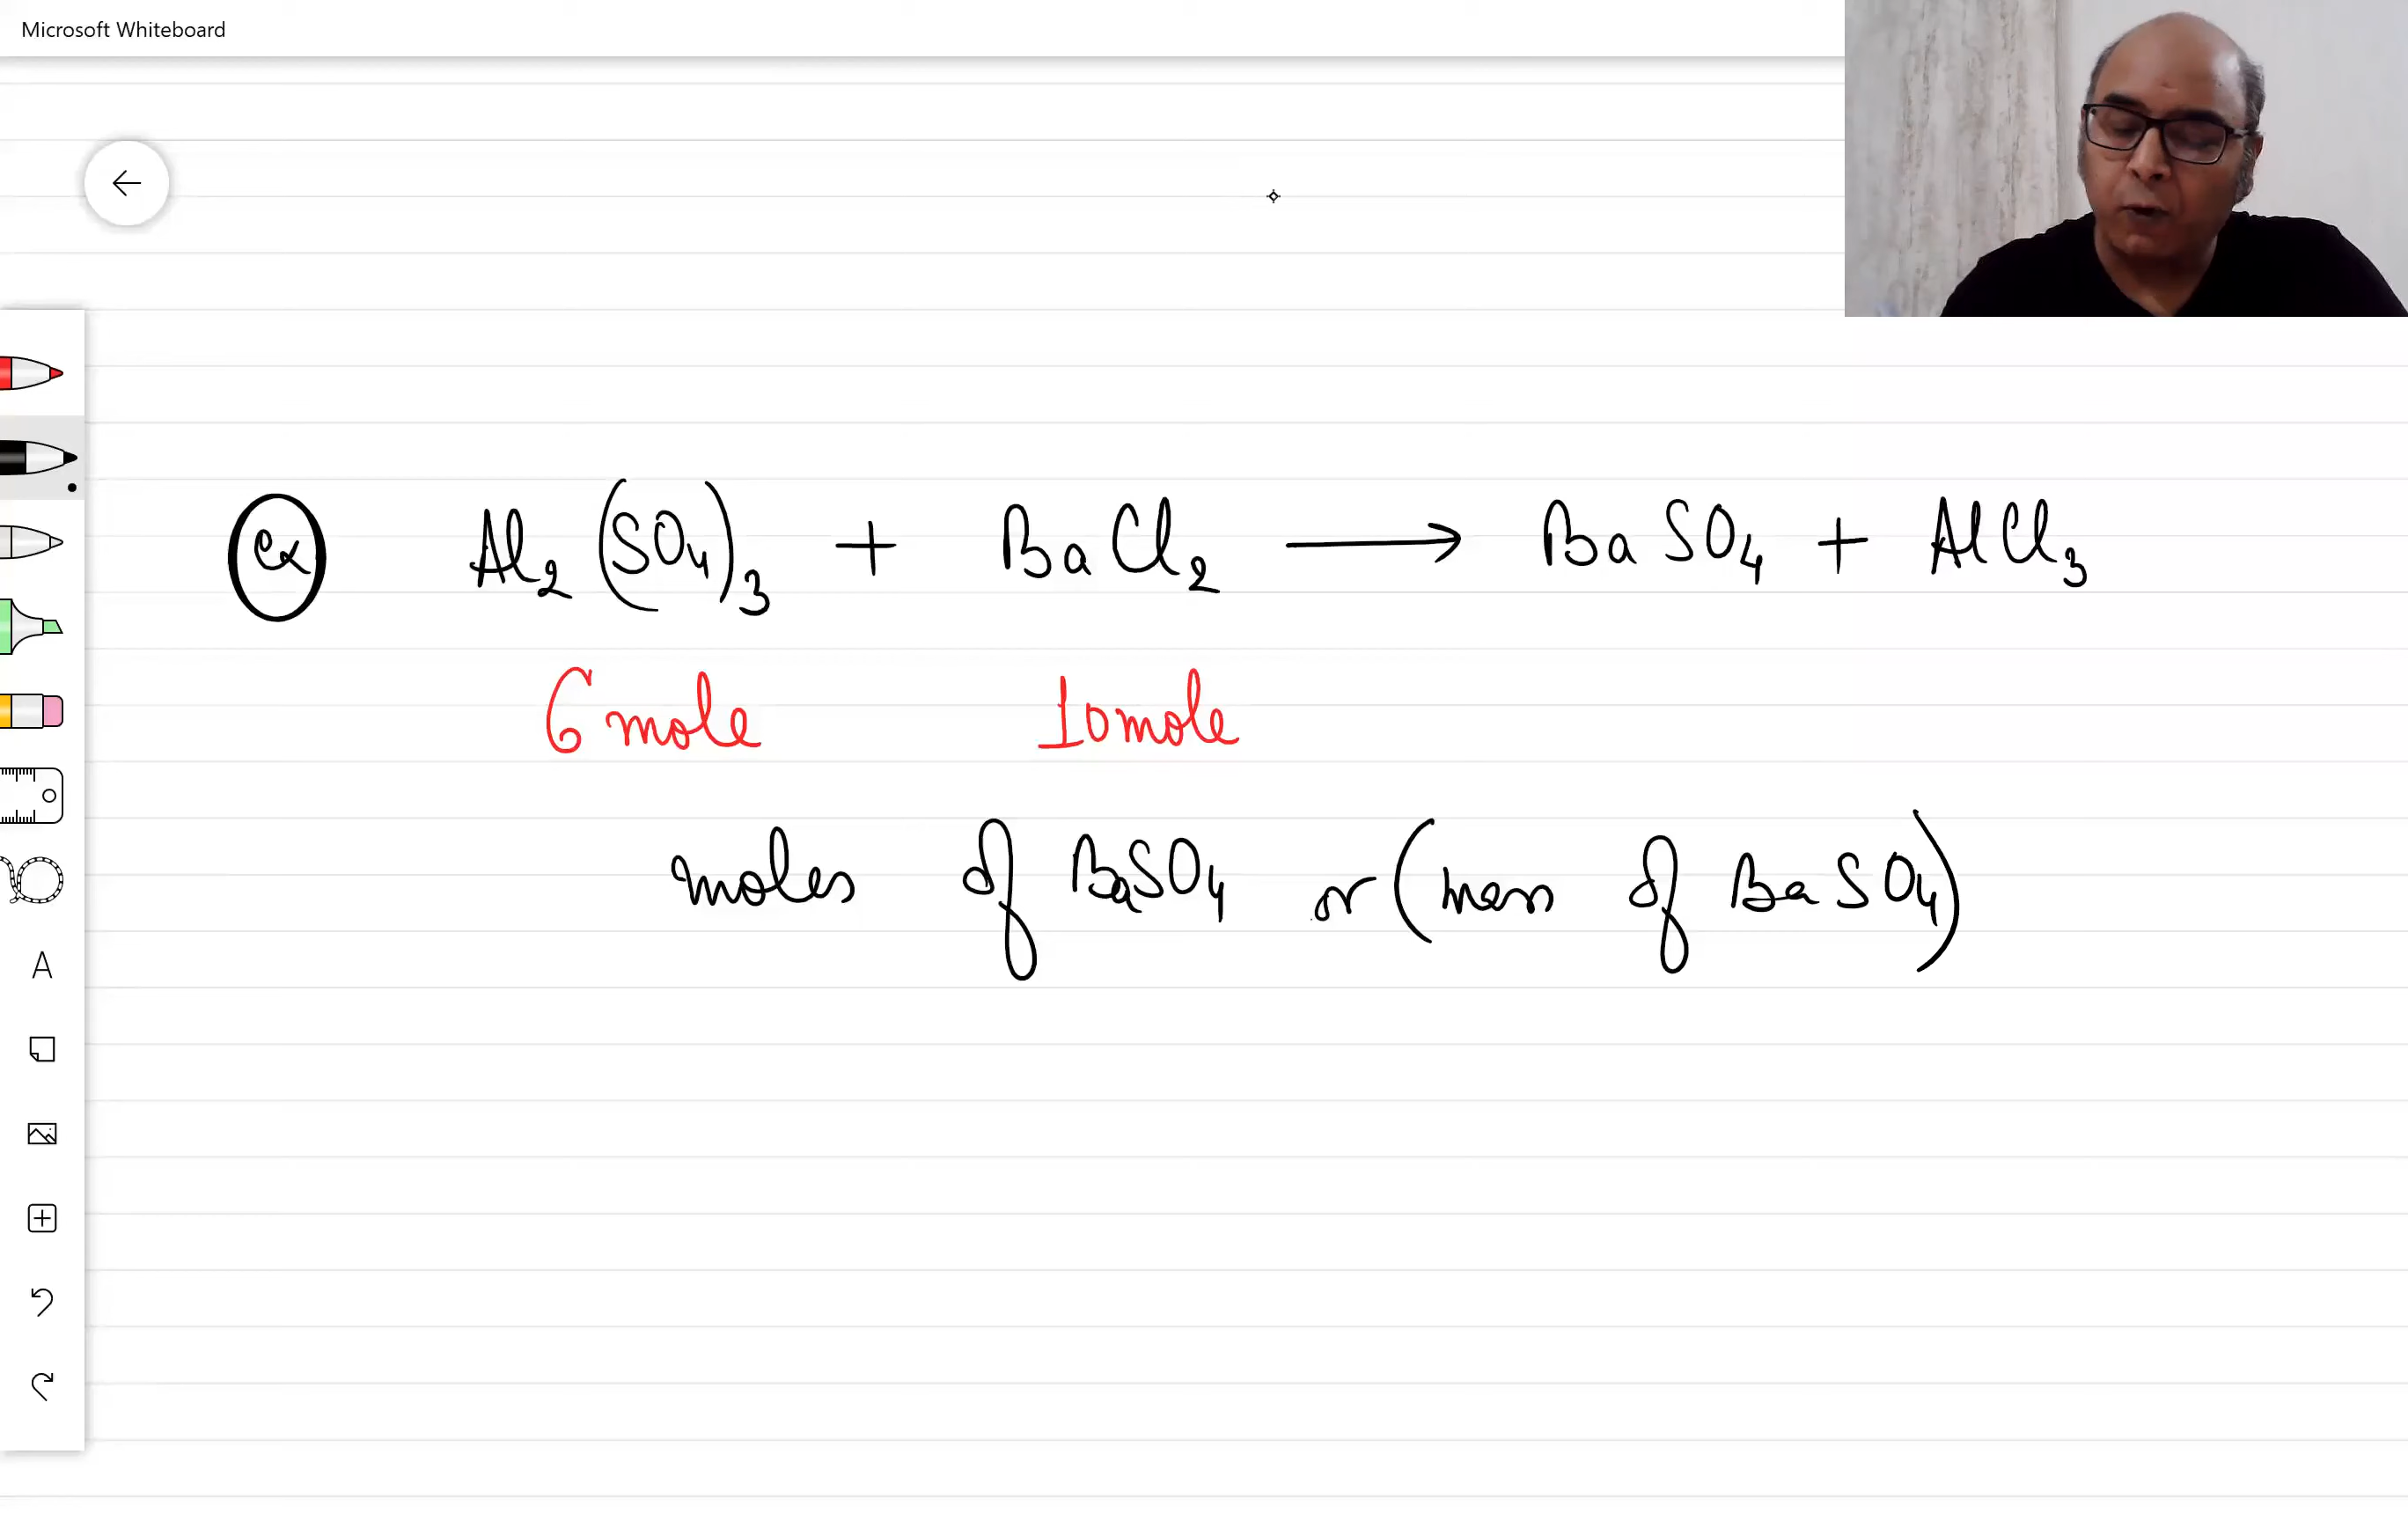 Microsoft Whiteboard
ex Al₂(SO₄)₃ + BaCl₂ ⟶ BaSO₄ + AlCl₃
6 mole 10 mole
moles of BaSO₄ or (mass of BaSO₄)
A